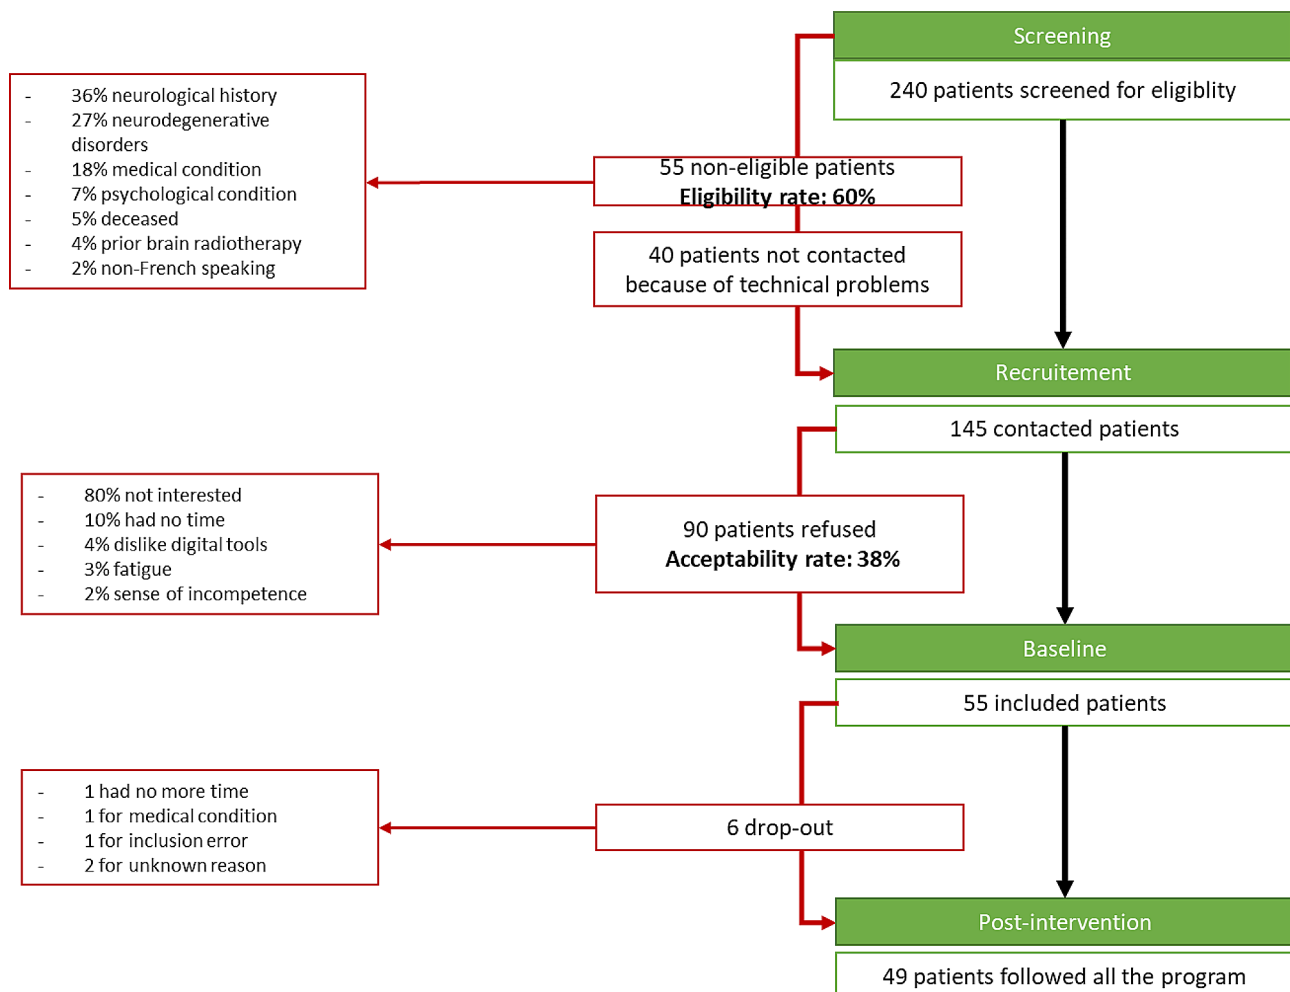 Screening
240 patients screened for eligiblity
- 36% neurological history
- 27% neurodegenerative
disorders
- 18% medical condition
- 7% psychological condition
- 5% deceased
- 4% prior brain radiotherapy
- 2% non-French speaking
55 non-eligible patients
Eligibility rate: 60%
40 patients not contacted
because of technical problems
Recruitement
145 contacted patients
- 80% not interested
- 10% had no time
- 4% dislike digital tools
- 3% fatigue
- 2% sense of incompetence
90 patients refused
Acceptability rate: 38%
Baseline
55 included patients
- 1 had no more time
- 1 for medical condition
- 1 for inclusion error
- 2 for unknown reason
6 drop-out
Post-intervention
49 patients followed all the program